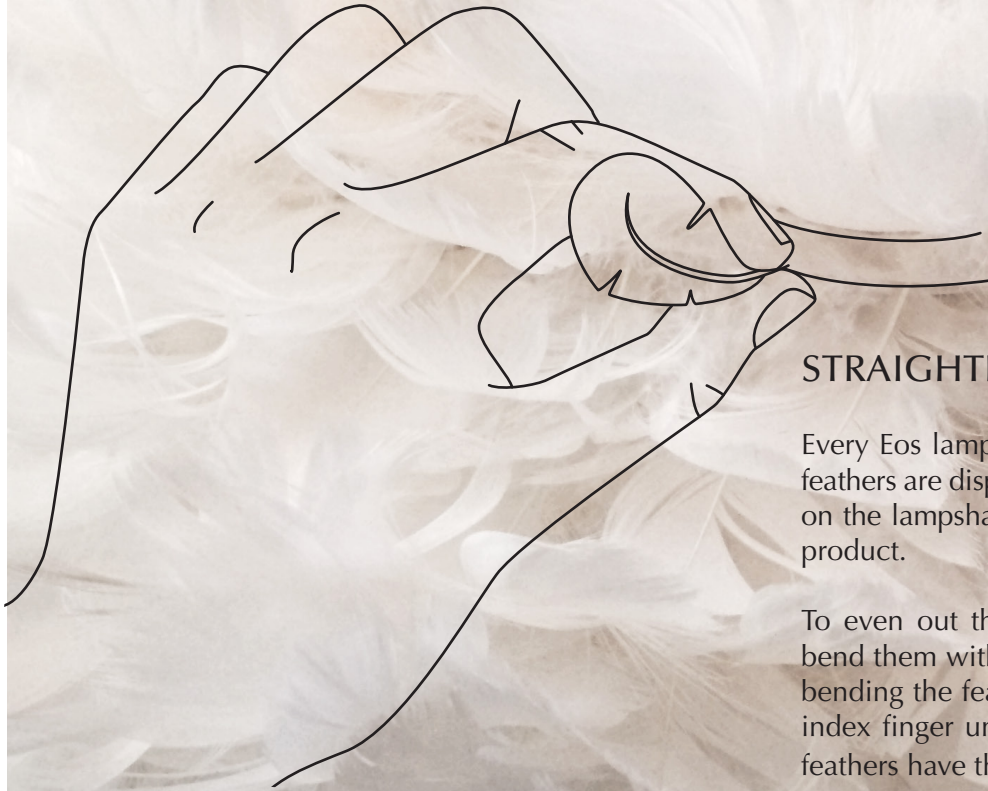 STRAIGHT
Every Eos lamp
feathers are disp
on the lampsha
product.
To even out th
bend them with
bending the fea
index finger un
feathers have th